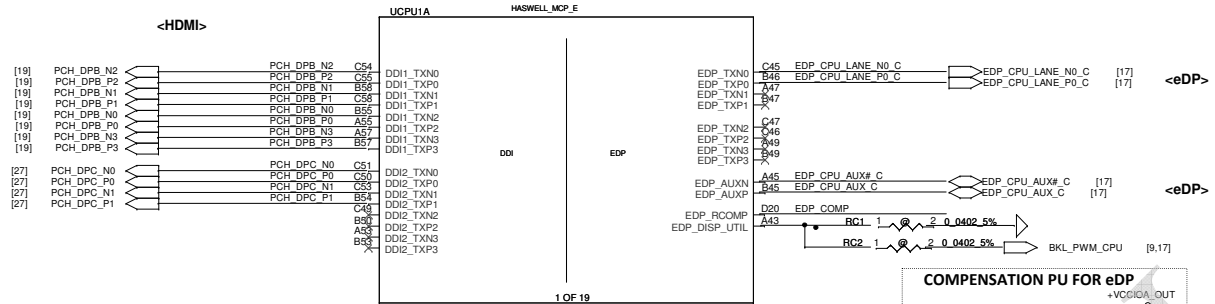 <HDMI>
UCPU1A
HASWELL_MCP_E
[19] PCH_DPB_N2 PCH_DPB_N2 C54 DDI1_TXN0
[19] PCH_DPB_P2 PCH_DPB_P2 C55 DDI1_TXP0
[19] PCH_DPB_N1 PCH_DPB_N1 B58 DDI1_TXN1
[19] PCH_DPB_P1 PCH_DPB_P1 C58 DDI1_TXP1
[19] PCH_DPB_N0 PCH_DPB_N0 B55 DDI1_TXN2
[19] PCH_DPB_P0 PCH_DPB_P0 A55 DDI1_TXP2
[19] PCH_DPB_N3 PCH_DPB_N3 A57 DDI1_TXN3
[19] PCH_DPB_P3 PCH_DPB_P3 B57 DDI1_TXP3
[27] PCH_DPC_N0 PCH_DPC_N0 C51 DDI2_TXN0
[27] PCH_DPC_P0 PCH_DPC_P0 C50 DDI2_TXP0
[27] PCH_DPC_N1 PCH_DPC_N1 C53 DDI2_TXN1
[27] PCH_DPC_P1 PCH_DPC_P1 B54 DDI2_TXP1
C49 DDI2_TXN2
B50 DDI2_TXP2
A53 DDI2_TXN3
B53 DDI2_TXP3
DDI EDP
EDP_TXN0 C45 EDP_CPU_LANE_N0_C EDP_CPU_LANE_N0_C [17]
EDP_TXP0 B46 EDP_CPU_LANE_P0_C EDP_CPU_LANE_P0_C [17]
<eDP>
EDP_TXN1 A47
EDP_TXP1 B47
EDP_TXN2 C47
EDP_TXP2 C46
EDP_TXN3 A49
EDP_TXP3 B49
EDP_AUXN A45 EDP_CPU_AUX#_C EDP_CPU_AUX#_C [17]
EDP_AUXP B45 EDP_CPU_AUX_C EDP_CPU_AUX_C [17]
<eDP>
EDP_RCOMP D20 EDP_COMP
EDP_DISP_UTIL A43 RC1 1 @ 2 0_0402_5%
RC2 1 @ 2 0_0402_5% BKL_PWM_CPU [9,17]
1 OF 19
COMPENSATION PU FOR eDP
+VCCIOA_OUT